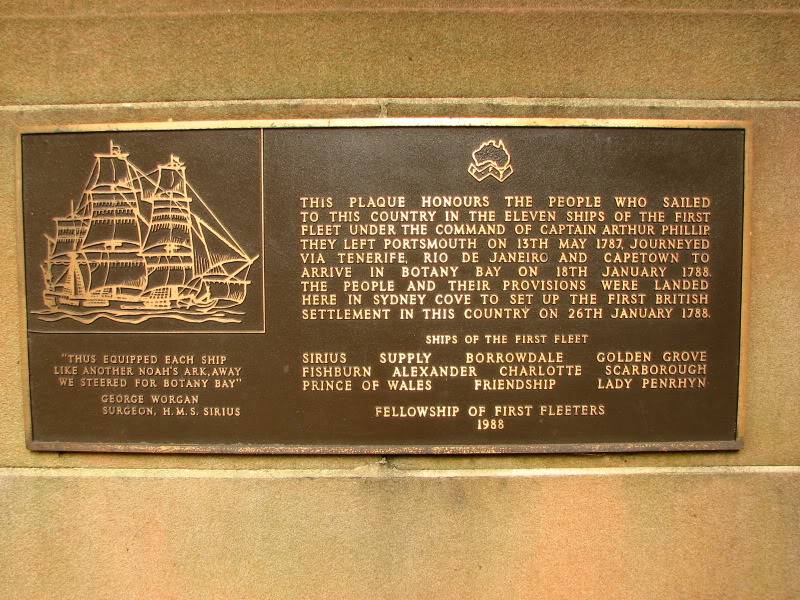 THIS PLAQUE HONOURS THE PEOPLE WHO SAILED
TO THIS COUNTRY IN THE ELEVEN SHIPS OF THE FIRST
FLEET UNDER THE COMMAND OF CAPTAIN ARTHUR PHILLIP.
THEY LEFT PORTSMOUTH ON 13TH MAY 1787, JOURNEYED
VIA TENERIFE, RIO DE JANEIRO AND CAPETOWN TO
ARRIVE IN BOTANY BAY ON 18TH JANUARY 1788.
THE PEOPLE AND THEIR PROVISIONS WERE LANDED
HERE IN SYDNEY COVE TO SET UP THE FIRST BRITISH
SETTLEMENT IN THIS COUNTRY ON 26TH JANUARY 1788.
SHIPS OF THE FIRST FLEET
SIRIUS SUPPLY BORROWDALE GOLDEN GROVE
FISHBURN ALEXANDER CHARLOTTE SCARBOROUGH
PRINCE OF WALES FRIENDSHIP LADY PENRHYN
FELLOWSHIP OF FIRST FLEETERS
1988
"THUS EQUIPPED EACH SHIP
LIKE ANOTHER NOAH'S ARK, AWAY
WE STEERED FOR BOTANY BAY"
GEORGE WORGAN
SURGEON, H.M.S. SIRIUS